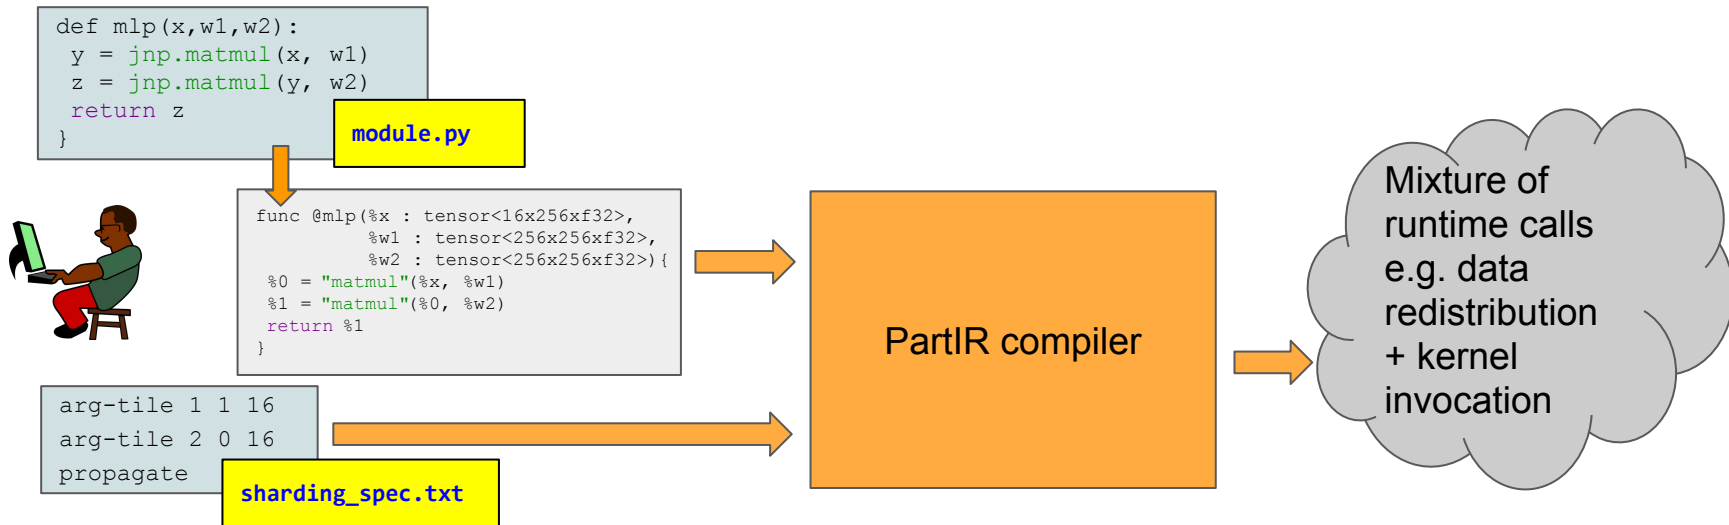 def mlp(x,w1,w2):
y = jnp.matmul(x, w1)
z = jnp.matmul(y, w2)
return z
}
module.py
func @mlp(%x : tensor<16x256xf32>,
%w1 : tensor<256x256xf32>,
%w2 : tensor<256x256xf32>){
%0 = "matmul"(%x, %w1)
%1 = "matmul"(%0, %w2)
return %1
}
arg-tile 1 1 16
arg-tile 2 0 16
propagate
sharding_spec.txt
PartIR compiler
Mixture of
runtime calls
e.g. data
redistribution
+ kernel
invocation